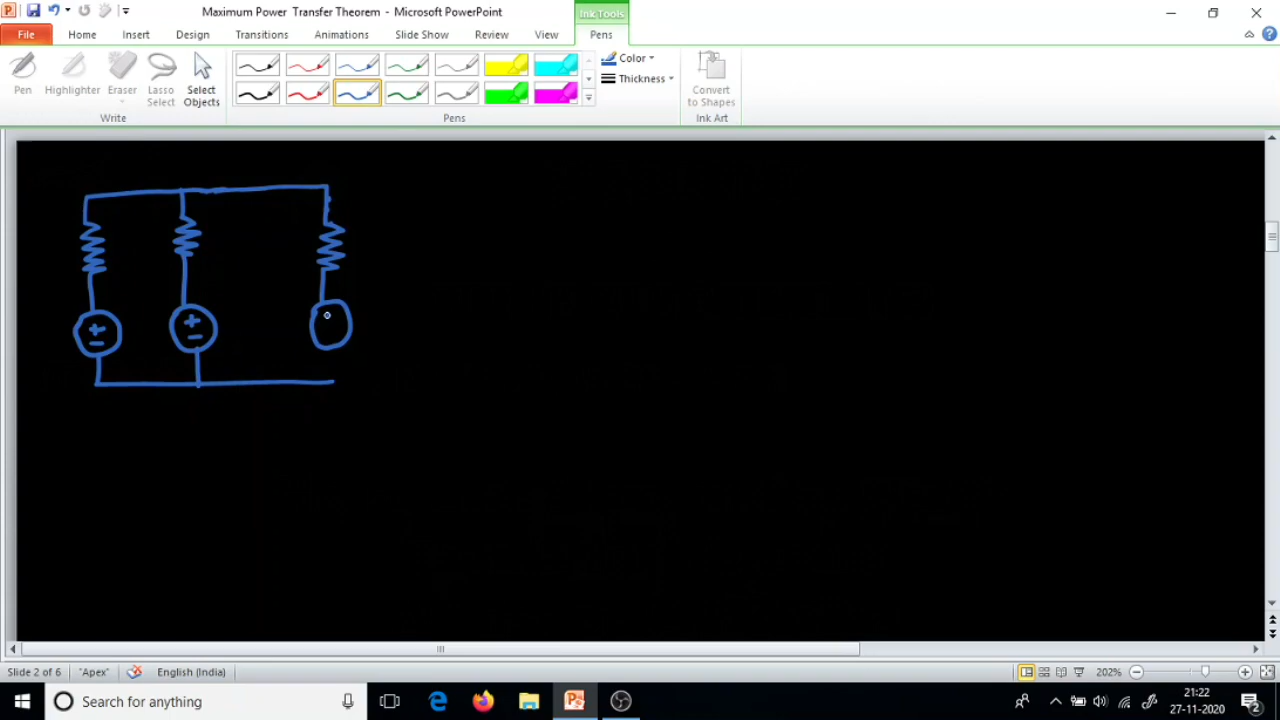 Maximum Power Transfer Theorem - Microsoft PowerPoint
Ink Tools
File Home Insert Design Transitions Animations Slide Show Review View Pens
Pen Highlighter Eraser Lasso Select Select Objects
Color
Thickness
Convert to Shapes
Write Pens Ink Art
+ +
− −
Slide 2 of 6 "Apex" English (India) 202%
Search for anything
21:22
27-11-2020
2